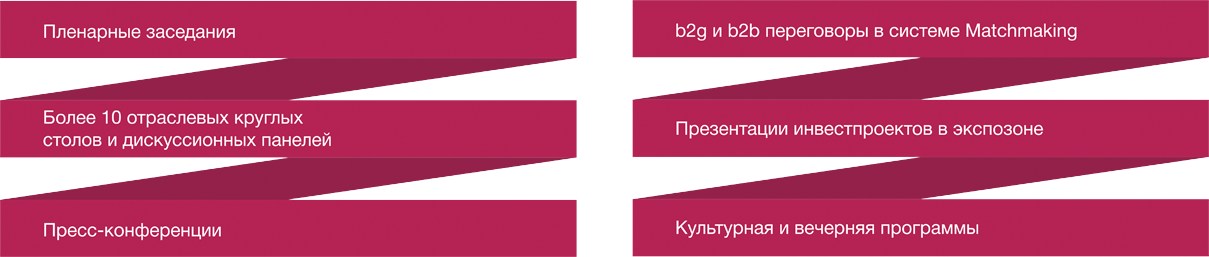 Пленарные заседания
Более 10 отраслевых круглых
столов и дискуссионных панелей
Пресс-конференции
b2g и b2b переговоры в системе Matchmaking
Презентации инвестпроектов в экспозоне
Культурная и вечерняя программы